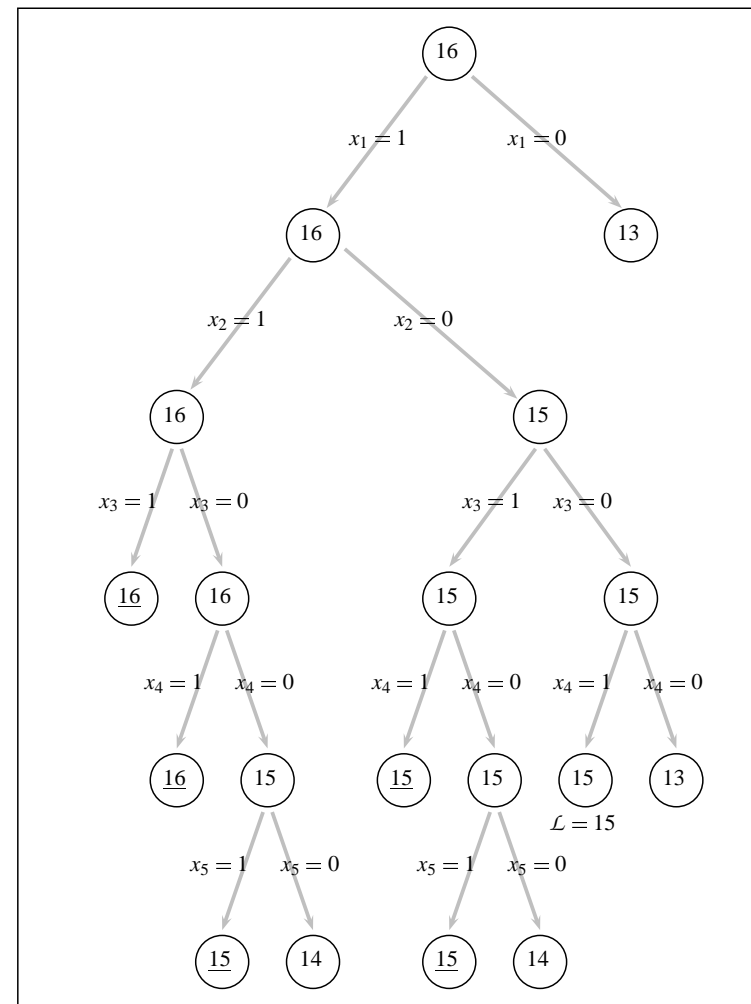 16
x₁ = 1 x₁ = 0
16 13
x₂ = 1 x₂ = 0
16 15
x₃ = 1 x₃ = 0 x₃ = 1 x₃ = 0
16 16 15 15
x₄ = 1 x₄ = 0 x₄ = 1 x₄ = 0 x₄ = 1 x₄ = 0
16 15 15 15 15 13
ℒ = 15
x₅ = 1 x₅ = 0 x₅ = 1 x₅ = 0
15 14 15 14